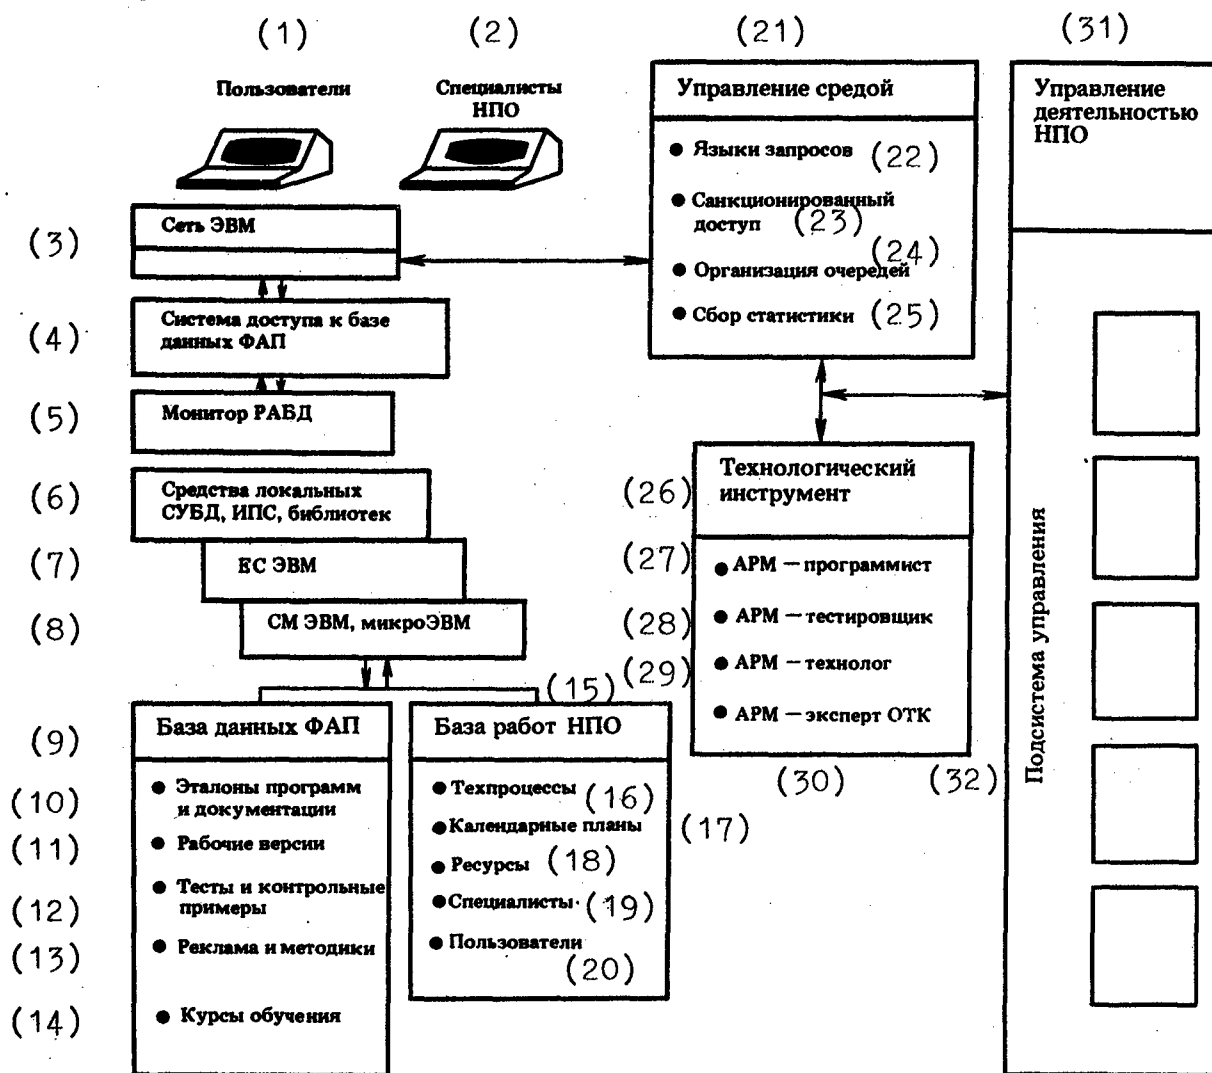 (1)
(2)
(21)
(31)
Пользователи
Специалисты
НПО
Управление средой
Управление
деятельностью
НПО
● Языки запросов (22)
● Санкционированный
доступ (23)
(24)
● Организация очередей
● Сбор статистики (25)
(3)
Сеть ЭВМ
(4)
Система доступа к базе
данных ФАП
(5)
Монитор РАБД
(6)
Средства локальных
СУБД, ИПС, библиотек
(7)
ЕС ЭВМ
(8)
СМ ЭВМ, микроЭВМ
(26)
Технологический
инструмент
(27)
● АРМ — программист
(28)
● АРМ — тестировщик
(29)
● АРМ — технолог
● АРМ — эксперт ОТК
(30)
(32)
Подсистема управления
(9)
База данных ФАП
(10)
● Эталоны программ
и документации
(11)
● Рабочие версии
(12)
● Тесты и контрольные
примеры
(13)
● Реклама и методики
(14)
● Курсы обучения
(15)
База работ НПО
● Техпроцессы (16)
● Календарные планы (17)
● Ресурсы (18)
● Специалисты (19)
● Пользователи
(20)